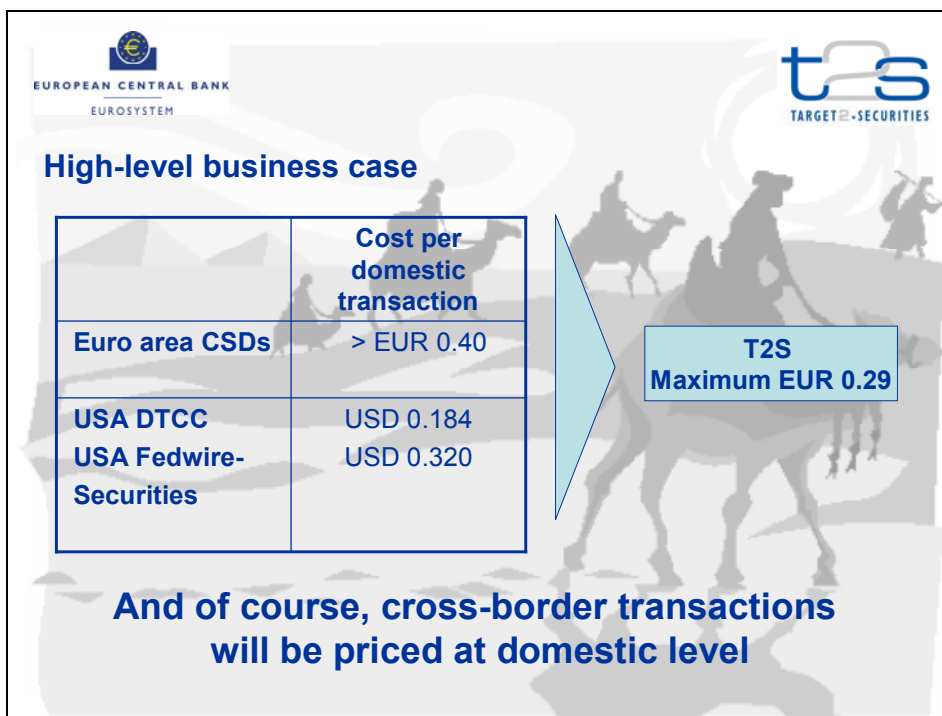 EUROPEAN CENTRAL BANK
EUROSYSTEM
t2s
TARGET2-SECURITIES
High-level business case
Cost per
domestic
transaction
Euro area CSDs > EUR 0.40
USA DTCC USD 0.184
USA Fedwire- USD 0.320
Securities
T2S
Maximum EUR 0.29
And of course, cross-border transactions
will be priced at domestic level